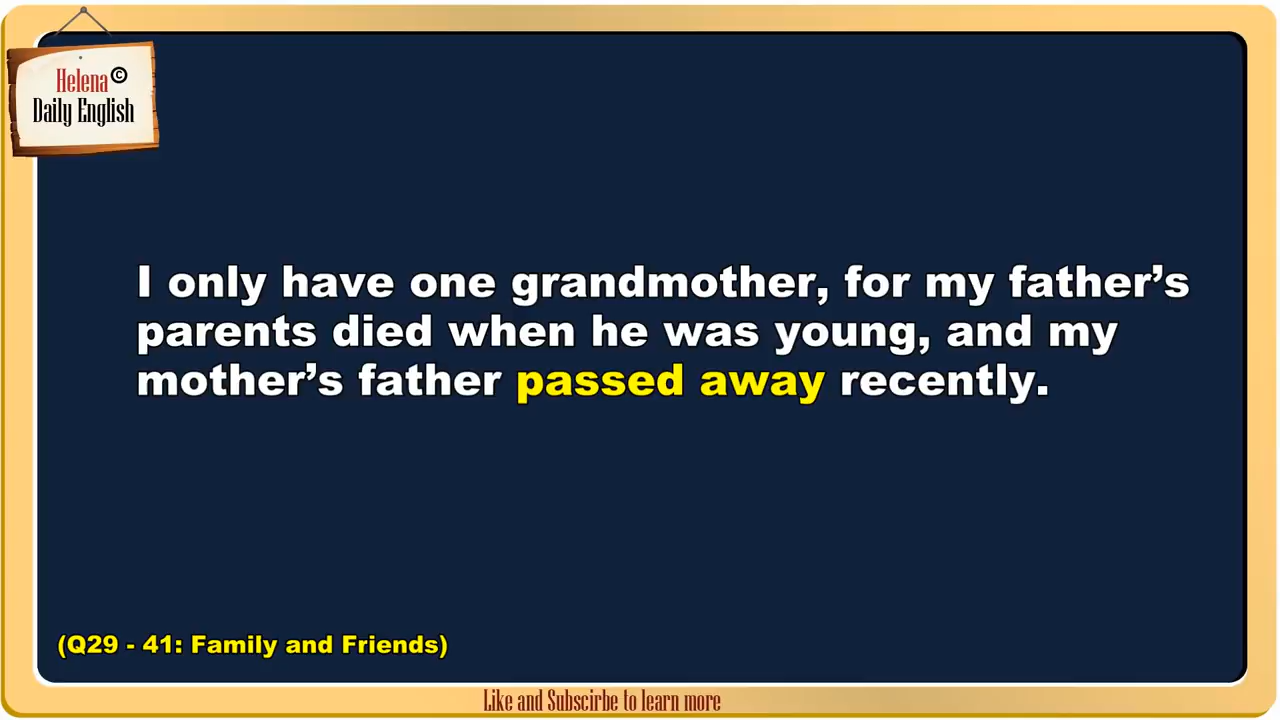 Helena©
Daily English
I only have one grandmother, for my father’s
parents died when he was young, and my
mother’s father passed away recently.
(Q29 - 41: Family and Friends)
Like and Subscirbe to learn more